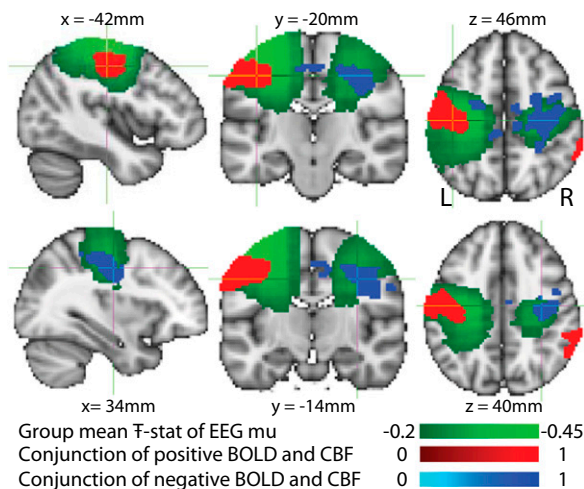 x = -42mm
y = -20mm
z = 46mm
L
R
x= 34mm
y = -14mm
z = 40mm
Group mean Ŧ-stat of EEG mu
-0.2
-0.45
Conjunction of positive BOLD and CBF
0
1
Conjunction of negative BOLD and CBF
0
1